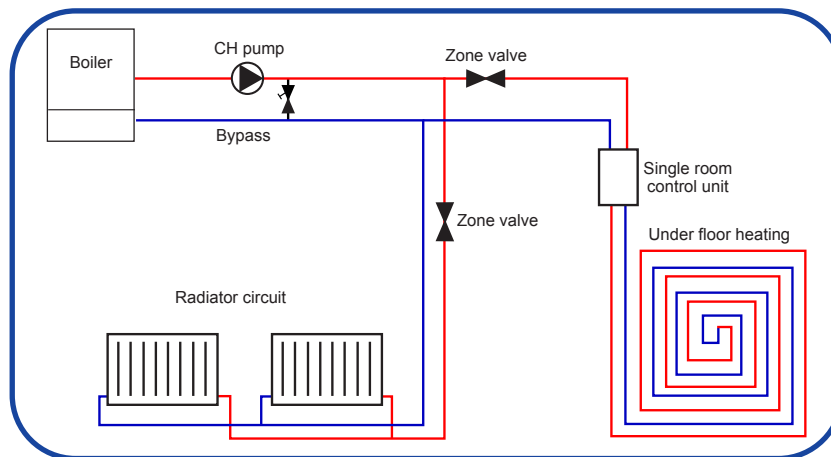 CH pump
Zone valve
Boiler
Bypass
Single room
control unit
Zone valve
Under floor heating
Radiator circuit